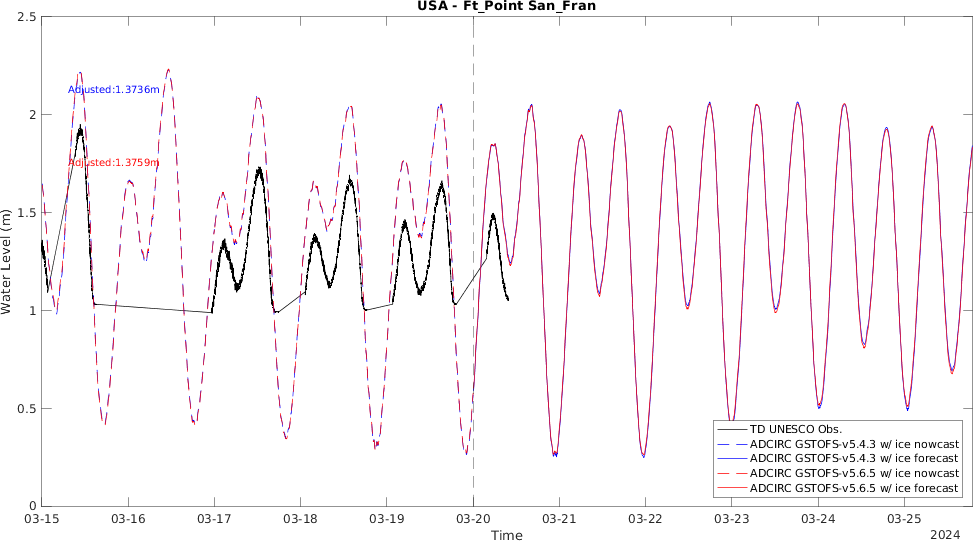 USA - Ft_Point San_Fran
2.5
2
1.5
1
0.5
0
Water Level (m)
Adjusted:1.3736m
Adjusted:1.3759m
TD UNESCO Obs.
ADCIRC GSTOFS-v5.4.3 w/ ice nowcast
ADCIRC GSTOFS-v5.4.3 w/ ice forecast
ADCIRC GSTOFS-v5.6.5 w/ ice nowcast
ADCIRC GSTOFS-v5.6.5 w/ ice forecast
03-15 03-16 03-17 03-18 03-19 03-20 03-21 03-22 03-23 03-24 03-25
Time
2024